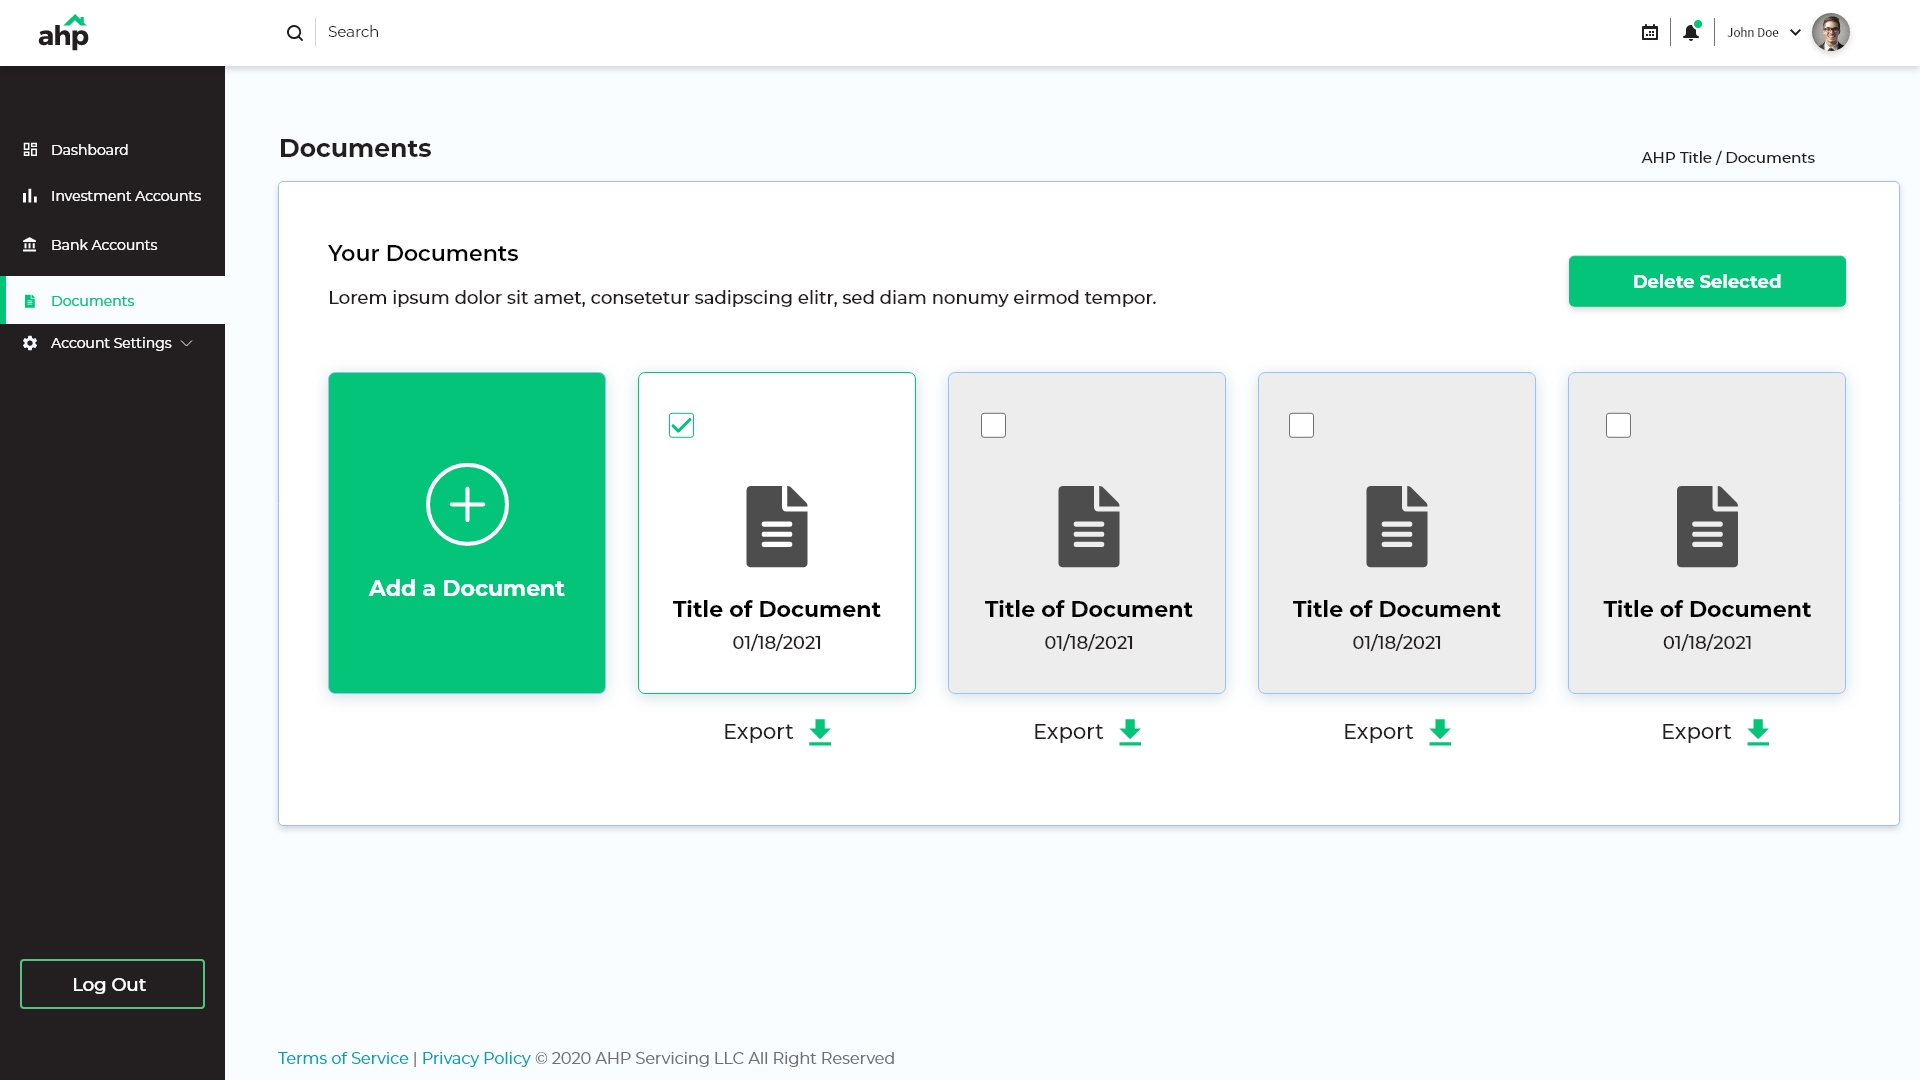 ahp
Search
John Doe
Dashboard
Investment Accounts
Bank Accounts
Documents
Account Settings
Log Out
Documents
AHP Title / Documents
Your Documents
Lorem ipsum dolor sit amet, consetetur sadipscing elitr, sed diam nonumy eirmod tempor.
Delete Selected
Add a Document
Title of Document
01/18/2021
Export
Title of Document
01/18/2021
Export
Title of Document
01/18/2021
Export
Title of Document
01/18/2021
Export
Terms of Service | Privacy Policy © 2020 AHP Servicing LLC All Right Reserved